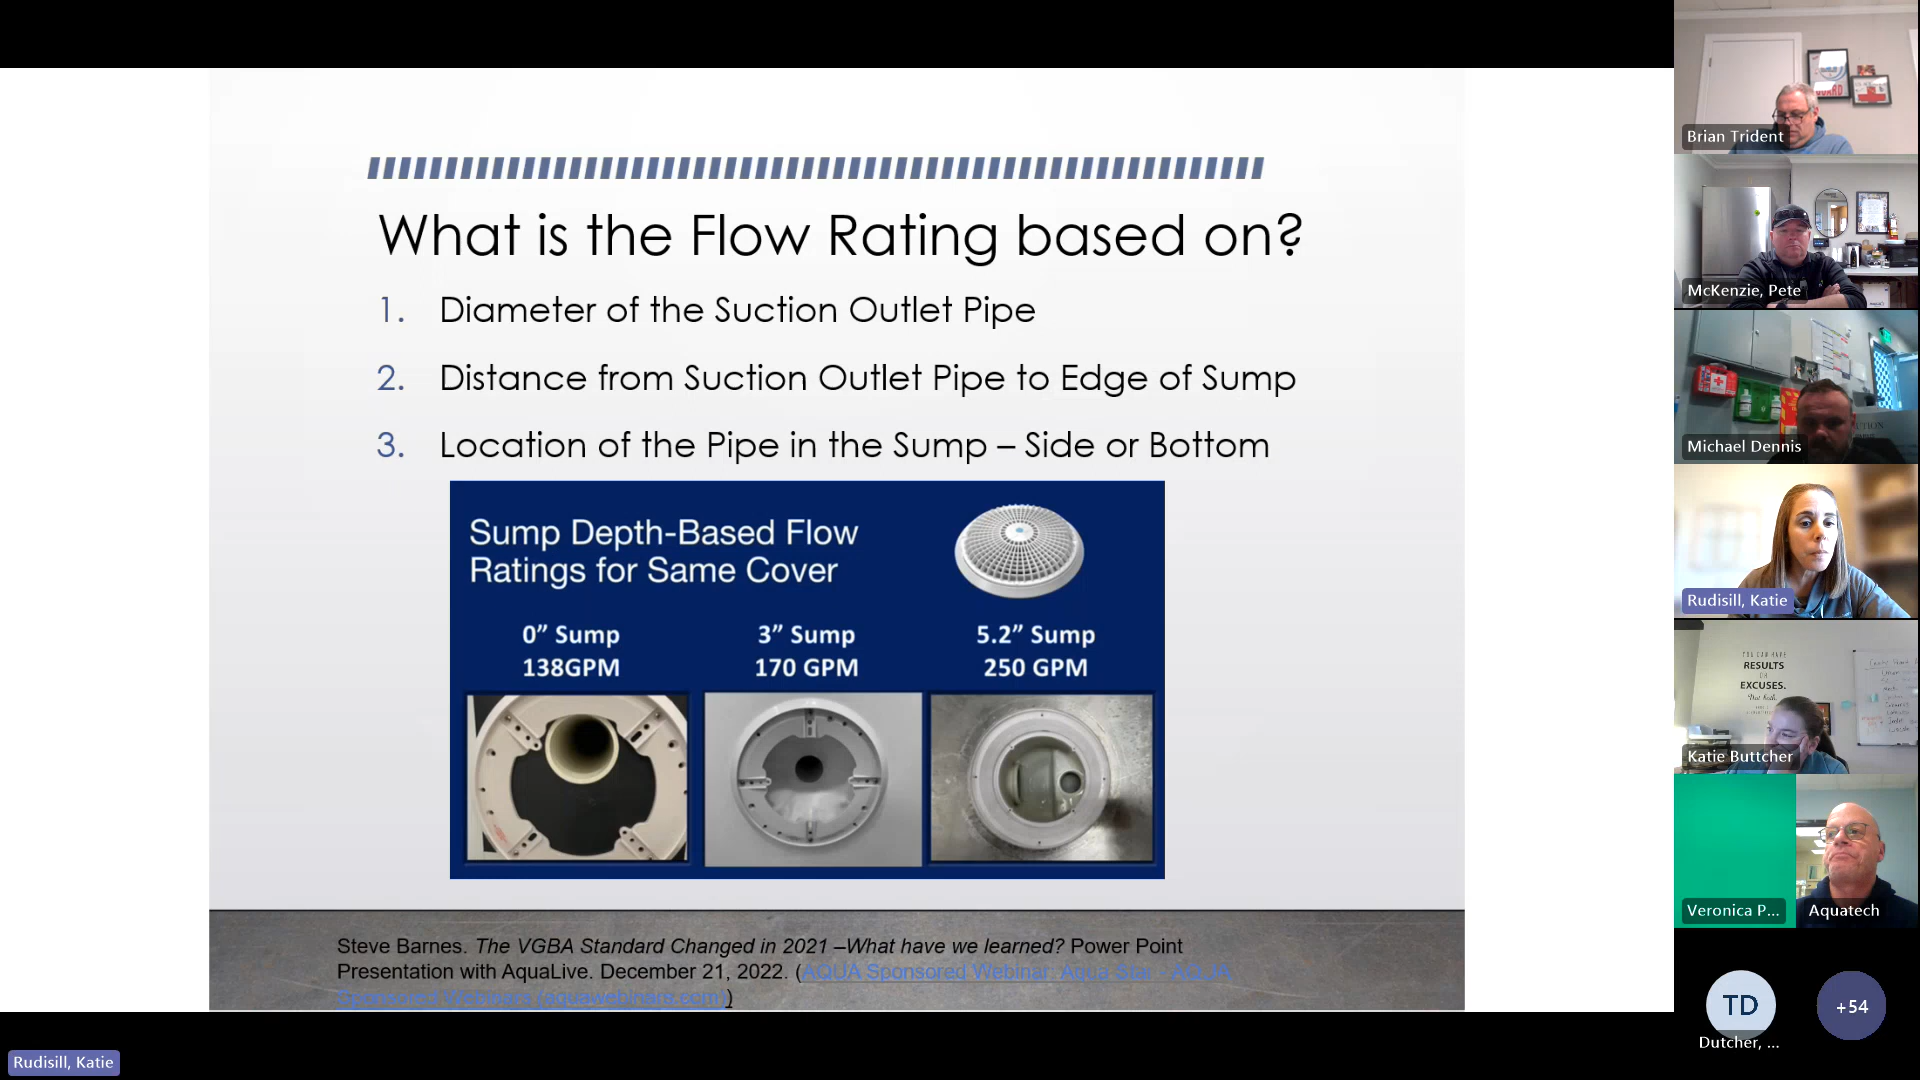 What is the Flow Rating based on?
1. Diameter of the Suction Outlet Pipe
2. Distance from Suction Outlet Pipe to Edge of Sump
3. Location of the Pipe in the Sump – Side or Bottom
Sump Depth-Based Flow
Ratings for Same Cover
0” Sump 3” Sump 5.2” Sump
138GPM 170 GPM 250 GPM
Steve Barnes. The VGBA Standard Changed in 2021 –What have we learned? Power Point
Presentation with AquaLive. December 21, 2022. (AQUA Sponsored Webinar: Aqua Star - AQUA
Sponsored Webinars (aquawebinars.com))
Rudisill, Katie
Brian Trident
McKenzie, Pete
Michael Dennis
Rudisill, Katie
YOU CAN HAVE
RESULTS
OR
EXCUSES.
Not both.
Katie Buttcher
Veronica P...
Aquatech
TD
+54
Dutcher, ...